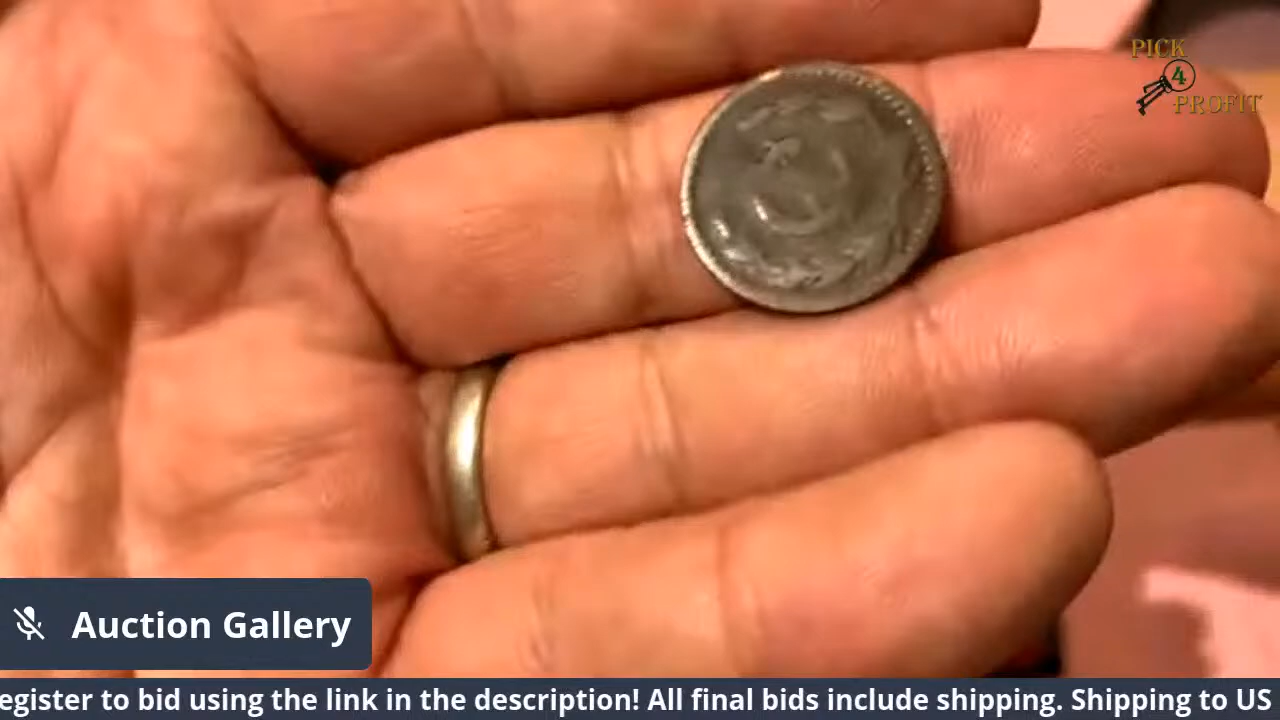 PICK
4
PROFIT
Auction Gallery
egister to bid using the link in the description! All final bids include shipping. Shipping to US